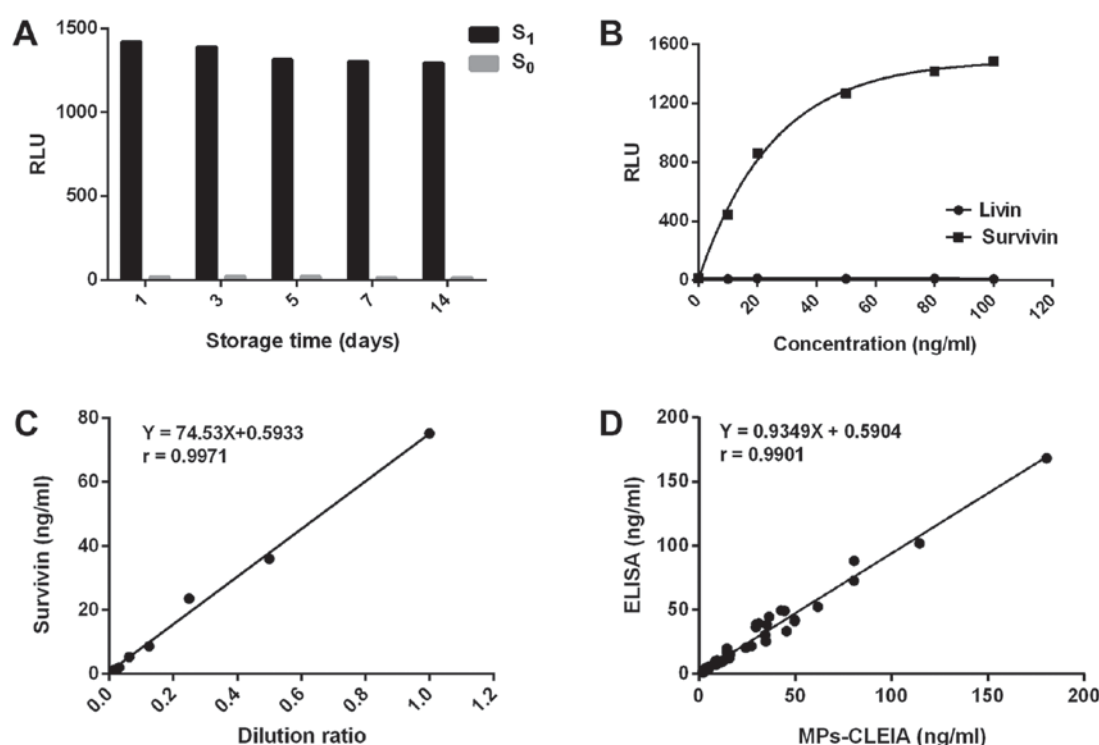 A
1500
1000
500
0
RLU
1
3
5
7
14
Storage time (days)
S1
S0
B
1600
1200
800
400
0
RLU
0
20
40
60
80
100
120
Concentration (ng/ml)
Livin
Survivin
C
Y = 74.53X+0.5933
r = 0.9971
80
60
40
20
0
Survivin (ng/ml)
0.0
0.2
0.4
0.6
0.8
1.0
1.2
Dilution ratio
D
Y = 0.9349X + 0.5904
r = 0.9901
200
150
100
50
0
ELISA (ng/ml)
0
50
100
150
200
MPs-CLEIA (ng/ml)